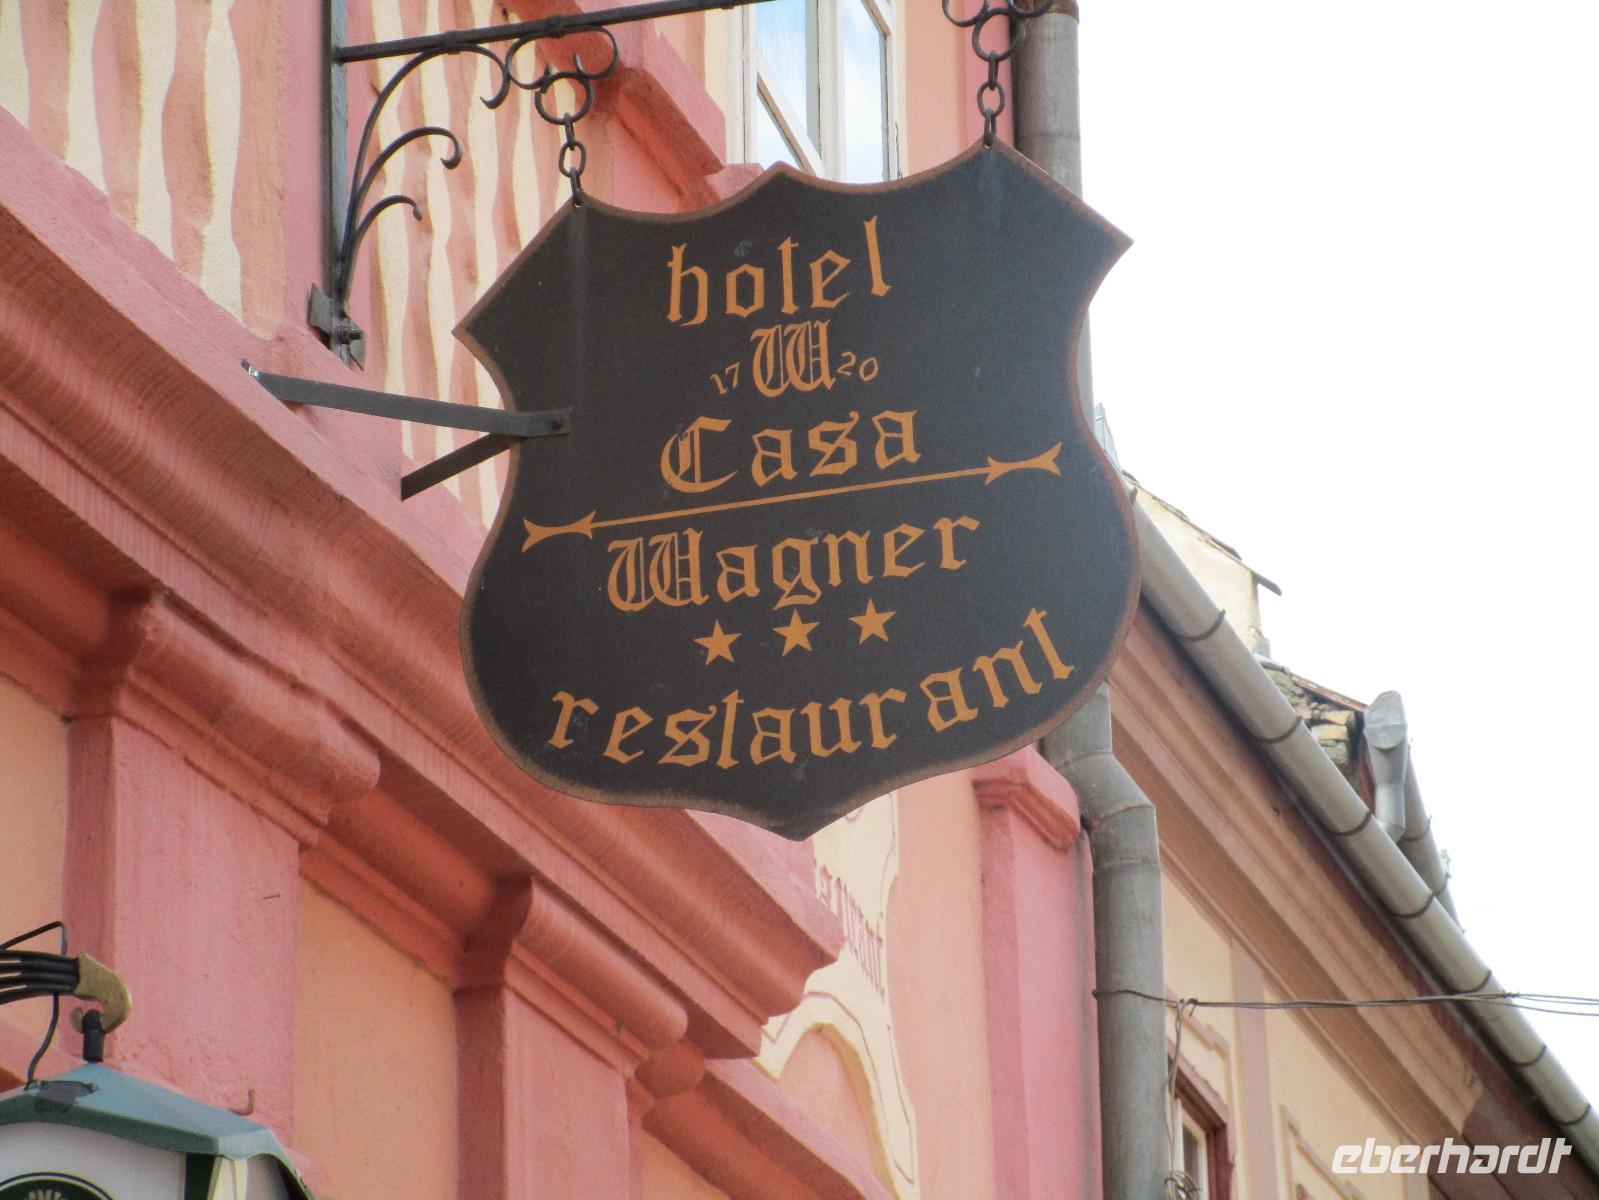 hotel
17 W 20
Casa
Wagner
restaurant
eberhardt